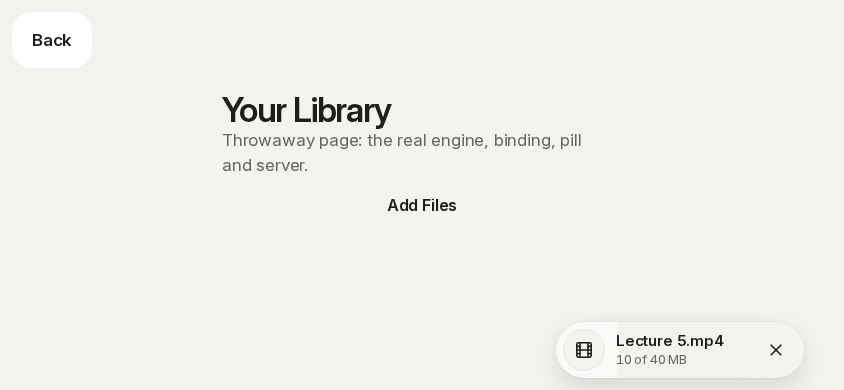 Back
Your Library
Throwaway page: the real engine, binding, pill
and server.
Add Files
Lecture 5.mp4
10 of 40 MB